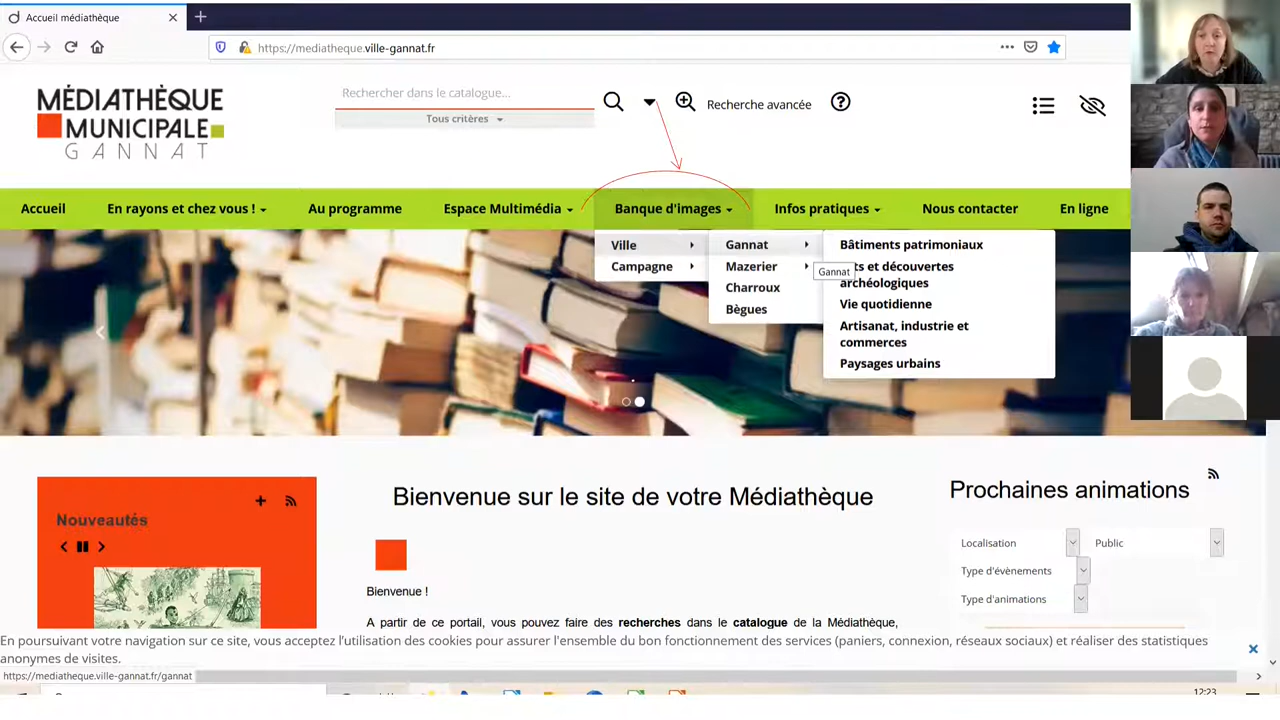 Accueil médiathèque
https://mediatheque.ville-gannat.fr
MÉDIATHÈQUE
MUNICIPALE
GANNAT
Rechercher dans le catalogue...
Tous critères
Recherche avancée
Accueil
En rayons et chez vous !
Au programme
Espace Multimédia
Banque d'images
Infos pratiques
Nous contacter
En ligne
Ville
Campagne
Gannat
Mazerier
Charroux
Bègues
Gannat
Bâtiments patrimoniaux
ts et découvertes
archéologiques
Vie quotidienne
Artisanat, industrie et
commerces
Paysages urbains
Nouveautés
Bienvenue sur le site de votre Médiathèque
Bienvenue !
A partir de ce portail, vous pouvez faire des recherches dans le catalogue de la Médiathèque,
Prochaines animations
Localisation
Public
Type d'évènements
Type d'animations
En poursuivant votre navigation sur ce site, vous acceptez l'utilisation des cookies pour assurer l'ensemble du bon fonctionnement des services (paniers, connexion, réseaux sociaux) et réaliser des statistiques
anonymes de visites.
https://mediatheque.ville-gannat.fr/gannat
12:23